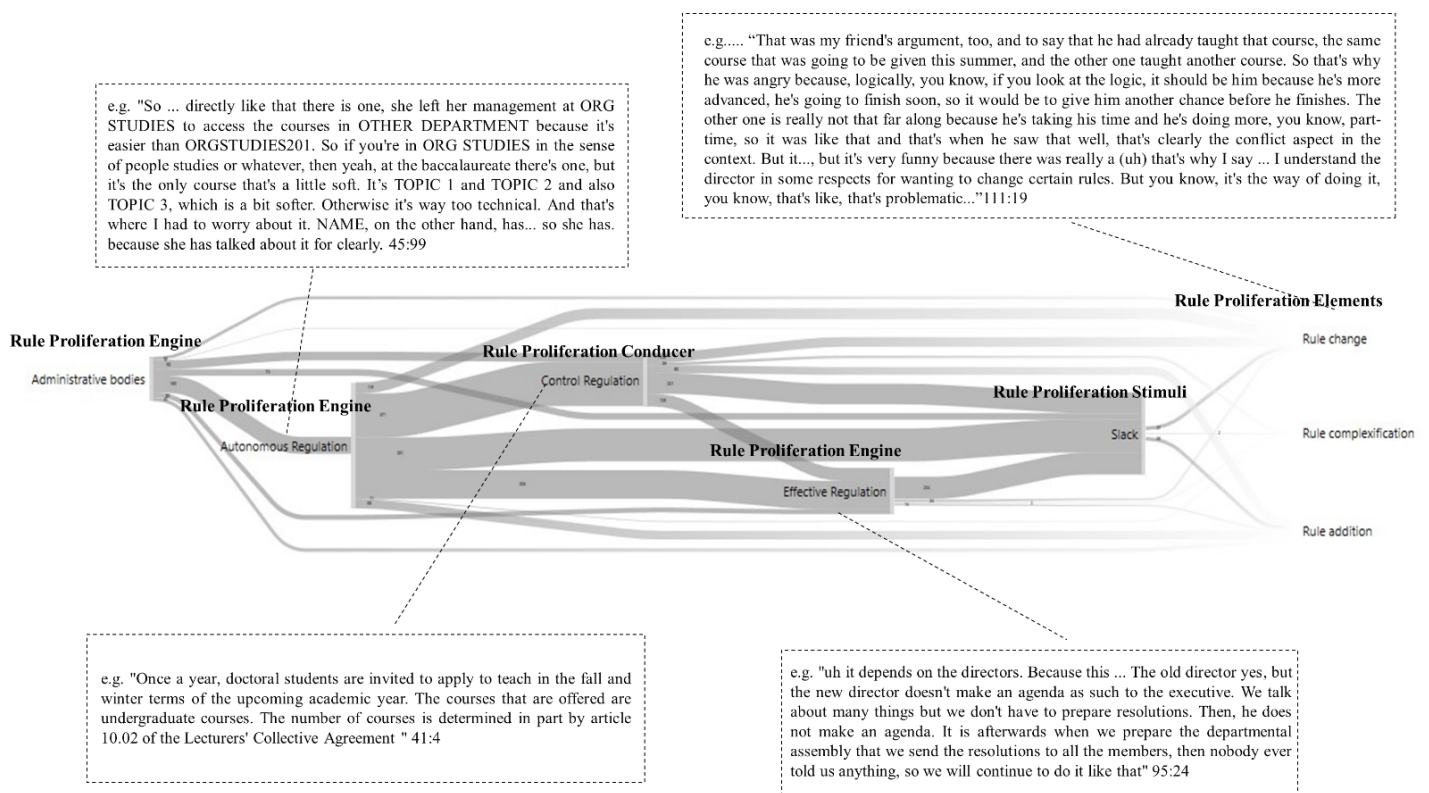 e.g..... “That was my friend's argument, too, and to say that he had already taught that course, the same
course that was going to be given this summer, and the other one taught another course. So that's why
he was angry because, logically, you know, if you look at the logic, it should be him because he's more
advanced, he's going to finish soon, so it would be to give him another chance before he finishes. The
other one is really not that far along because he's taking his time and he's doing more, you know, part-
time, so it was like that and that's when he saw that well, that's clearly the conflict aspect in the
context. But it..., but it's very funny because there was really a (uh) that's why I say ... I understand the
director in some respects for wanting to change certain rules. But you know, it's the way of doing it,
you know, that's like, that's problematic...”111:19
e.g. "So ... directly like that there is one, she left her management at ORG
STUDIES to access the courses in OTHER DEPARTMENT because it's
easier than ORGSTUDIES201. So if you're in ORG STUDIES in the sense
of people studies or whatever, then yeah, at the baccalaureate there's one, but
it's the only course that's a little soft. It’s TOPIC 1 and TOPIC 2 and also
TOPIC 3, which is a bit softer. Otherwise it's way too technical. And that's
where I had to worry about it. NAME, on the other hand, has... so she has.
because she has talked about it for clearly. 45:99
Rule Proliferation Elements
Rule change
Rule Proliferation Engine
Administrative bodies
Rule Proliferation Conducer
Control Regulation
Rule Proliferation Stimuli
Slack
Rule Proliferation Engine
Autonomous Regulation
Rule complexification
Rule Proliferation Engine
Effective Regulation
Rule addition
e.g. "Once a year, doctoral students are invited to apply to teach in the fall and
winter terms of the upcoming academic year. The courses that are offered are
undergraduate courses. The number of courses is determined in part by article
10.02 of the Lecturers' Collective Agreement " 41:4
e.g. "uh it depends on the directors. Because this ... The old director yes, but
the new director doesn't make an agenda as such to the executive. We talk
about many things but we don't have to prepare resolutions. Then, he does
not make an agenda. It is afterwards when we prepare the departmental
assembly that we send the resolutions to all the members, then nobody ever
told us anything, so we will continue to do it like that" 95:24